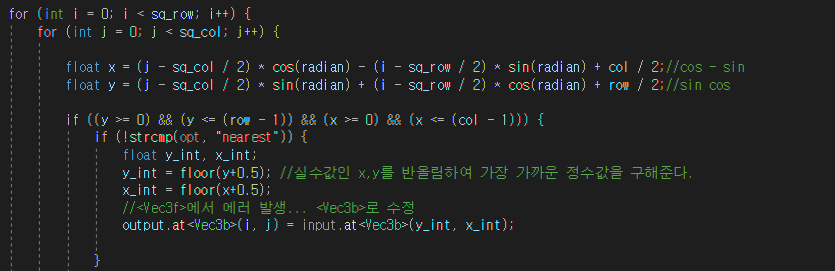 for (int i = 0; i < sq_row; i++) {
for (int j = 0; j < sq_col; j++) {
float x = (j - sq_col / 2) * cos(radian) - (i - sq_row / 2) * sin(radian) + col / 2;//cos - sin
float y = (j - sq_col / 2) * sin(radian) + (i - sq_row / 2) * cos(radian) + row / 2;//sin cos
if ((y >= 0) && (y <= (row - 1)) && (x >= 0) && (x <= (col - 1))) {
if (!strcmp(opt, "nearest")) {
float y_int, x_int;
y_int = floor(y+0.5); //실수값인 x,y를 반올림하여 가장 가까운 정수값을 구해준다.
x_int = floor(x+0.5);
//<Vec3f>에서 에러 발생... <Vec3b>로 수정
output.at<Vec3b>(i, j) = input.at<Vec3b>(y_int, x_int);
}